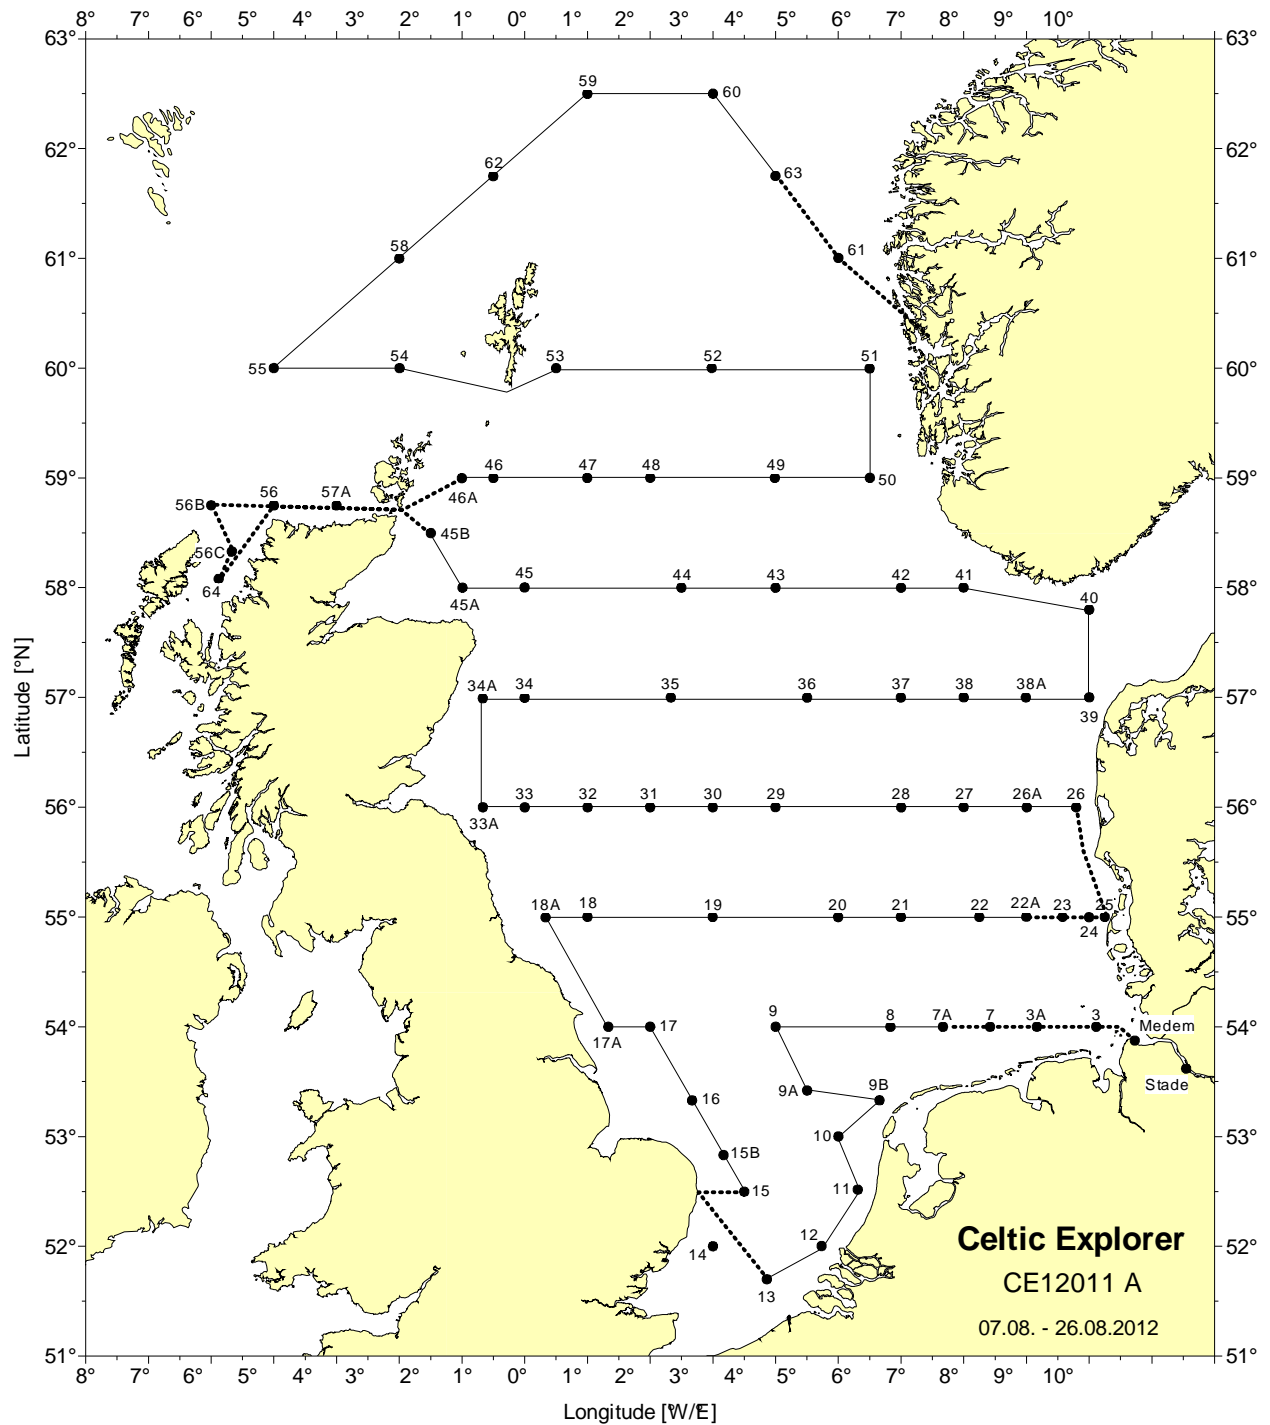 8° 7° 6° 5° 4° 3° 2° 1° 0° 1° 2° 3° 4° 5° 6° 7° 8° 9° 10°
63° 63°
59 60
62° 62°
62 63
61° 61°
58 61
60° 60°
55 54 53 52 51
59° 59°
56B 56 57A 46A 46 47 48 49 50
56C 45B
64
58° 58°
45A 45 44 43 42 41 40
57° 57°
34A 34 35 36 37 38 38A 39
56° 56°
33A 33 32 31 30 29 28 27 26A 26
55° 55°
18A 18 19 20 21 22 22A 23 24 25
54° 54°
17A 17 9 8 7A 7 3A 3 Medem
Stade
16 9A 9B
53° 53°
15B 10
15 11
52° 52°
14 12
13
51° 51°
Celtic Explorer
CE12011 A
07.08. - 26.08.2012
8° 7° 6° 5° 4° 3° 2° 1° 0° 1° 2° 3° 4° 5° 6° 7° 8° 9° 10°
Latitude [°N]
Longitude [°W/°E]